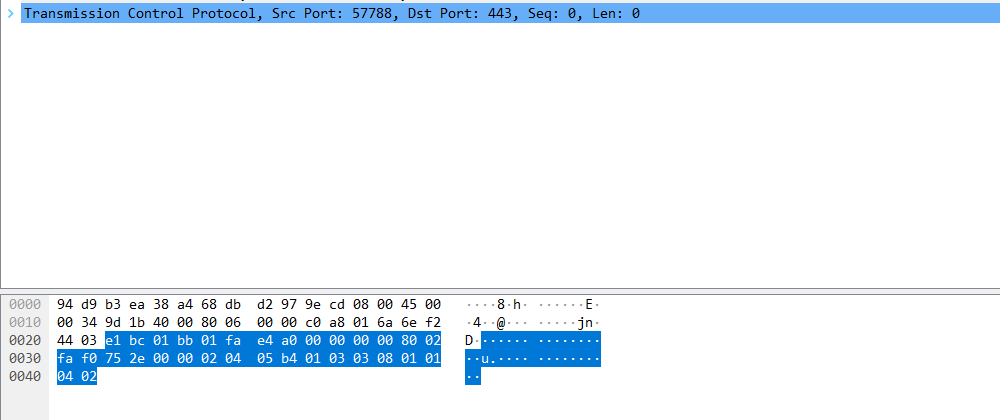 Transmission Control Protocol, Src Port: 57788, Dst Port: 443, Seq: 0, Len: 0
0000 94 d9 b3 ea 38 a4 68 db d2 97 9e cd 08 00 45 00 ····8·h· ······E·
0010 00 34 9d 1b 40 00 80 06 00 00 c0 a8 01 6a 6e f2 ·4··@··· ·····jn·
0020 44 03 e1 bc 01 bb 01 fa e4 a0 00 00 00 00 80 02 D······· ········
0030 fa f0 75 2e 00 00 02 04 05 b4 01 03 03 08 01 01 ··u.···· ········
0040 04 02 ··